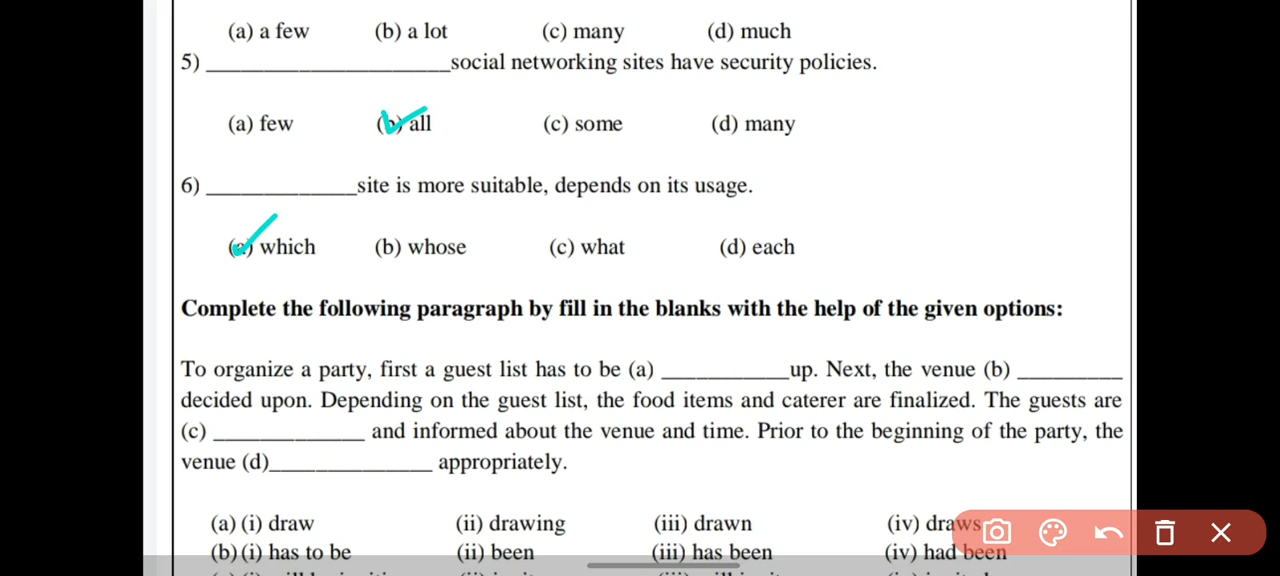 (a) a few (b) a lot (c) many (d) much
5) ____________________social networking sites have security policies.
(a) few (b) all (c) some (d) many
6) ____________site is more suitable, depends on its usage.
(a) which (b) whose (c) what (d) each
Complete the following paragraph by fill in the blanks with the help of the given options:
To organize a party, first a guest list has to be (a) __________up. Next, the venue (b) ________
decided upon. Depending on the guest list, the food items and caterer are finalized. The guests are
(c) ____________ and informed about the venue and time. Prior to the beginning of the party, the
venue (d)_____________ appropriately.
(a) (i) draw (ii) drawing (iii) drawn (iv) draws
(b) (i) has to be (ii) been (iii) has been (iv) had been